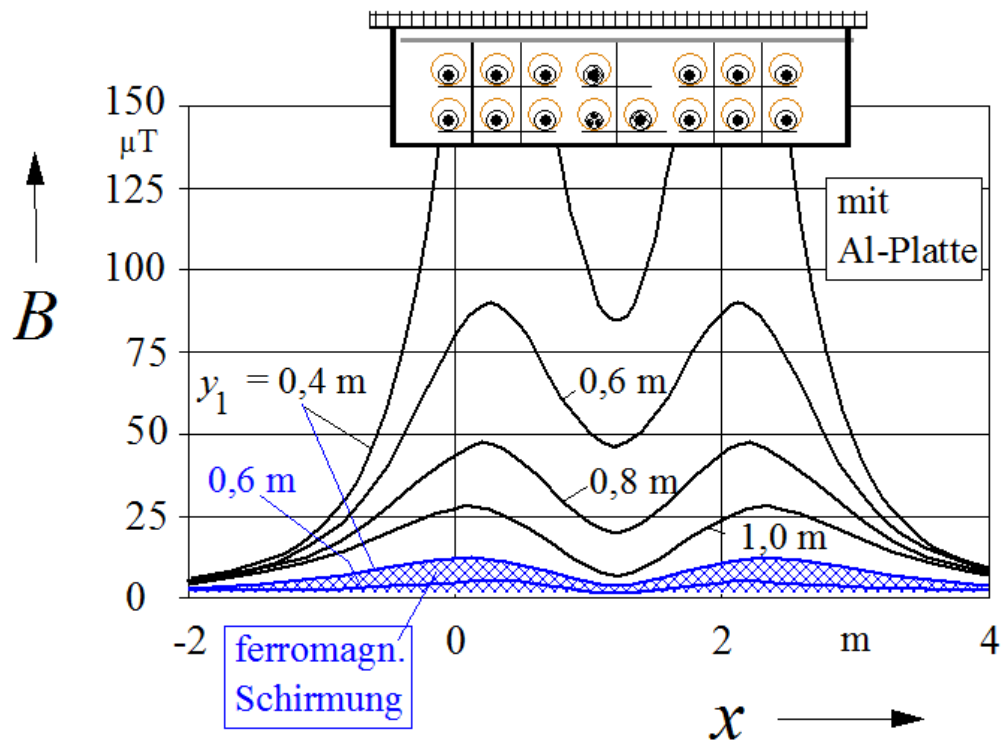 150
µT
125
100
75
50
25
0
B
mit
Al-Platte
y₁ = 0,4 m
0,6 m
0,6 m
0,8 m
1,0 m
-2 0 2 m 4
ferromagn.
Schirmung
x